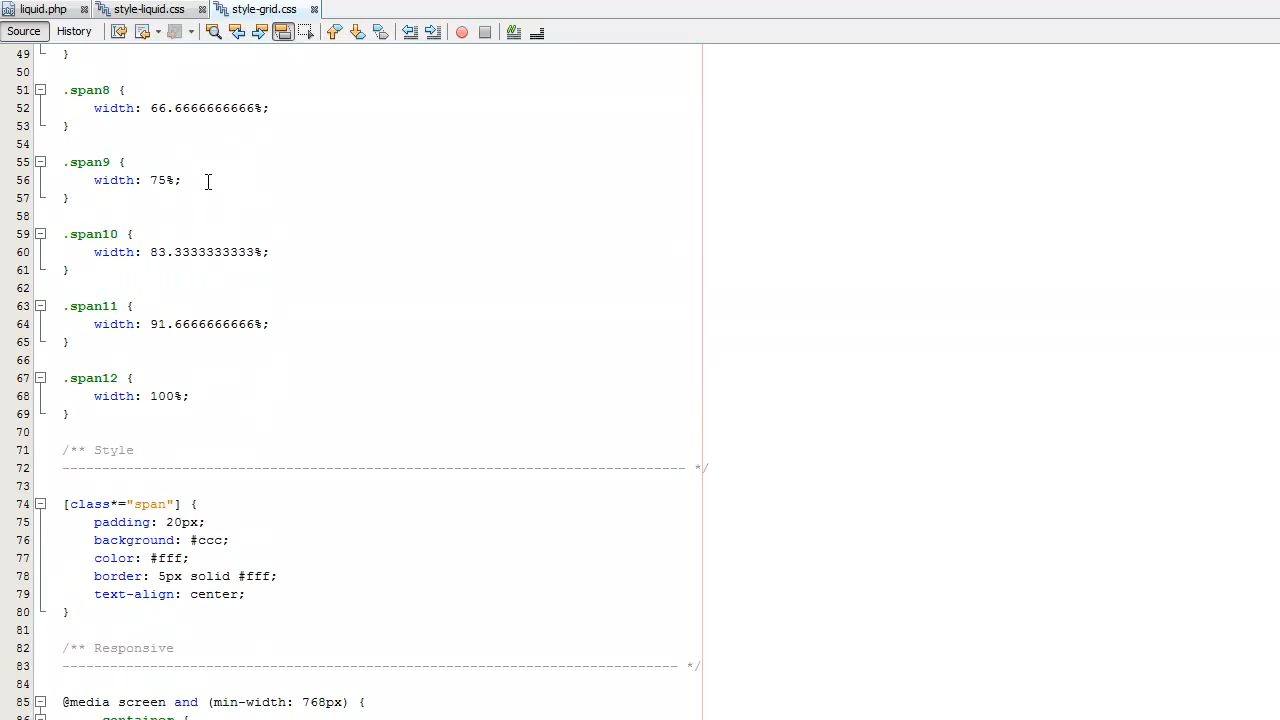 liquid.php style-liquid.css style-grid.css
Source History
49 }
50
51 .span8 {
52 width: 66.6666666666%;
53 }
54
55 .span9 {
56 width: 75%;
57 }
58
59 .span10 {
60 width: 83.3333333333%;
61 }
62
63 .span11 {
64 width: 91.6666666666%;
65 }
66
67 .span12 {
68 width: 100%;
69 }
70
71 /** Style
72 ------------------------------------------------------------------------------- */
73
74 [class*="span"] {
75 padding: 20px;
76 background: #ccc;
77 color: #fff;
78 border: 5px solid #fff;
79 text-align: center;
80 }
81
82 /** Responsive
83 ------------------------------------------------------------------------------ */
84
85 @media screen and (min-width: 768px) {
86 .container {